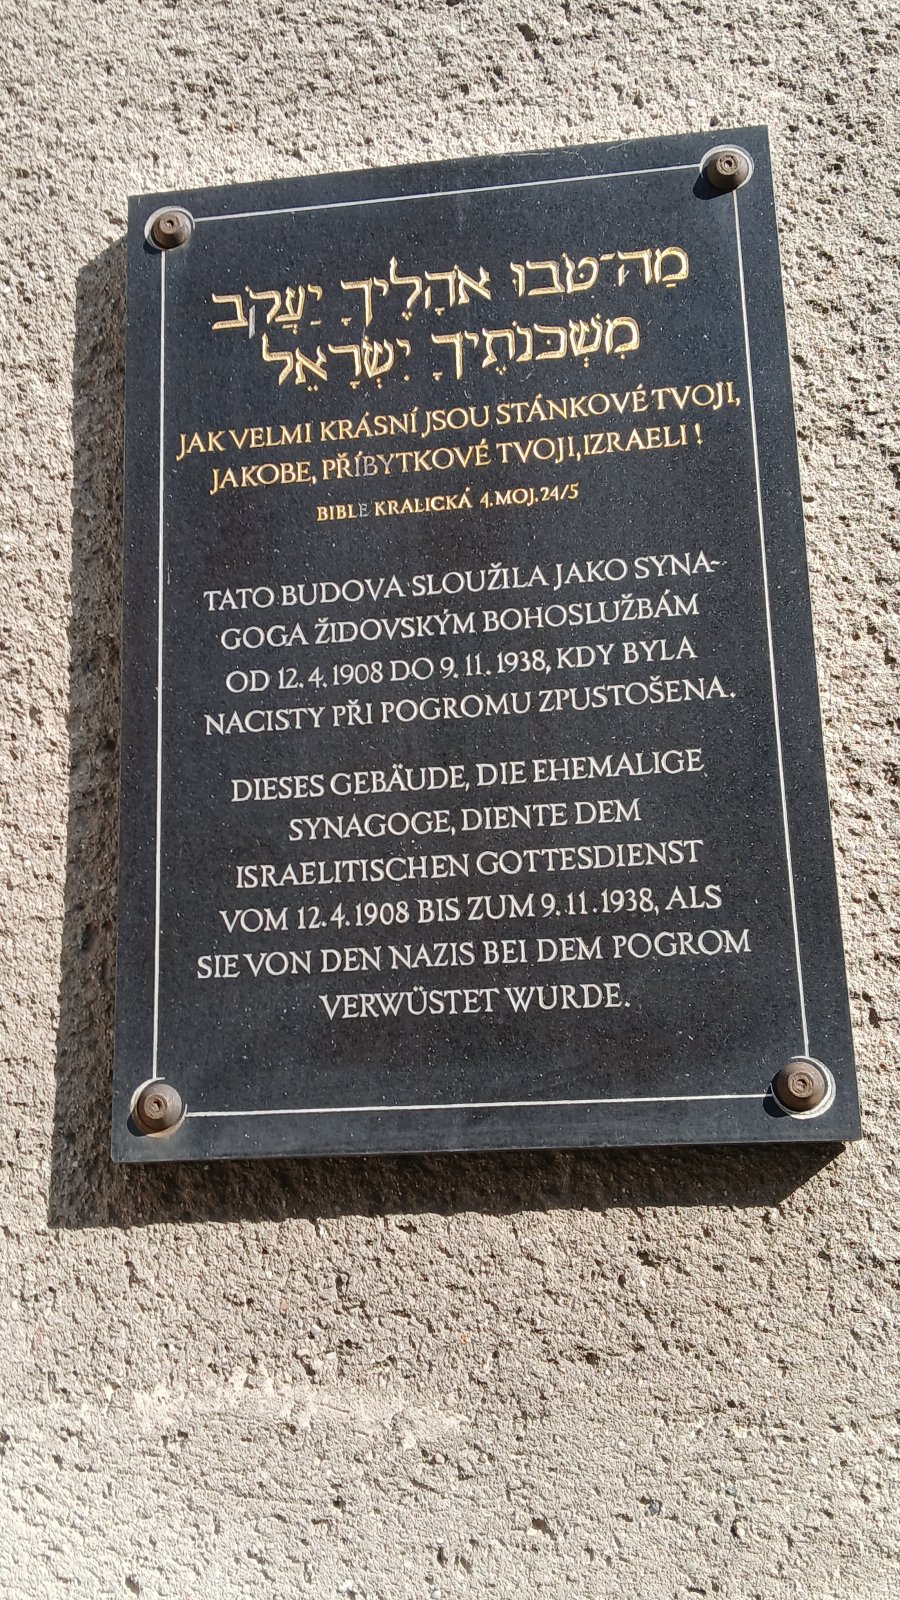 מַה־טֹּבוּ אֹהָלֶיךָ יַעֲקֹב
מִשְׁכְּנֹתֶיךָ יִשְׂרָאֵל
JAK VELMI KRÁSNÍ JSOU STÁNKOVÉ TVOJI,
JAKOBE, PŘÍBYTKOVÉ TVOJI, IZRAELI !
BIBLE KRALICKÁ 4. MOJ. 24/5
TATO BUDOVA SLOUŽILA JAKO SYNA-
GOGA ŽIDOVSKÝM BOHOSLUŽBÁM
OD 12. 4. 1908 DO 9. 11. 1938, KDY BYLA
NACISTY PŘI POGROMU ZPUSTOŠENA.
DIESES GEBÄUDE, DIE EHEMALIGE
SYNAGOGE, DIENTE DEM
ISRAELITISCHEN GOTTESDIENST
VOM 12. 4. 1908 BIS ZUM 9. 11. 1938, ALS
SIE VON DEN NAZIS BEI DEM POGROM
VERWÜSTET WURDE.